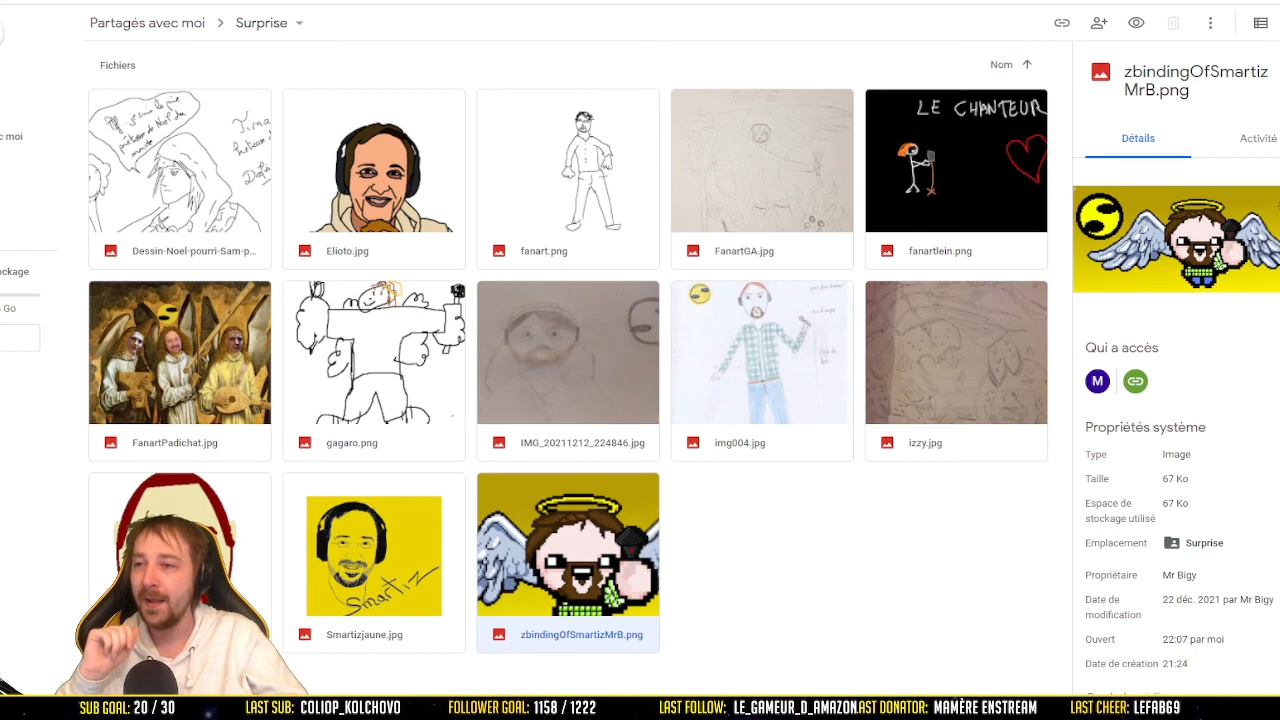 Partagés avec moi > Surprise
Fichiers
Nom
c moi
ockage
Go
LE CHANTEUR
Dessin-Noel-pourri-Sam-p...
Elioto.jpg
fanart.png
FanartGA.jpg
fanartlein.png
FanartPadichat.jpg
gagaro.png
IMG_20211212_224846.jpg
img004.jpg
izzy.jpg
Smartiz
Smartizjaune.jpg
zbindingOfSmartizMrB.png
zbindingOfSmartiz
MrB.png
Détails
Activité
Qui a accès
M
Propriétés système
Type Image
Taille 67 Ko
Espace de stockage utilisé 67 Ko
Emplacement Surprise
Propriétaire Mr Bigy
Date de modification 22 déc. 2021 par Mr Bigy
Ouvert 22:07 par moi
Date de création 21:24
SUB GOAL: 20 / 30 LAST SUB: COLIOP_KOLCHOVO FOLLOWER GOAL: 1158 / 1222 LAST FOLLOW: LE_GAMEUR_D_AMAZON AST DONATOR: MAMÈRE ENSTREAM LAST CHEER: LEFAB69